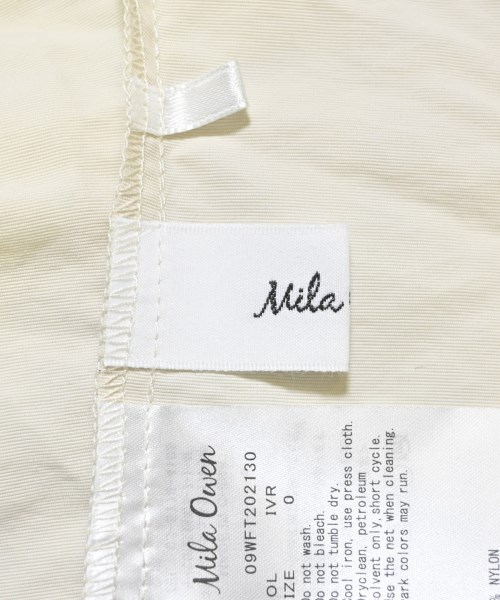 Mila
Mila Owen
09WFT202130
OL IVR
IZE 0
Do not wash.
Do not bleach.
Do not tumble dry.
Cool iron, use press cloth.
Dryclean, petroleum
solvent only, short cycle.
Use the net when cleaning.
ark colors may run.
% NYLON